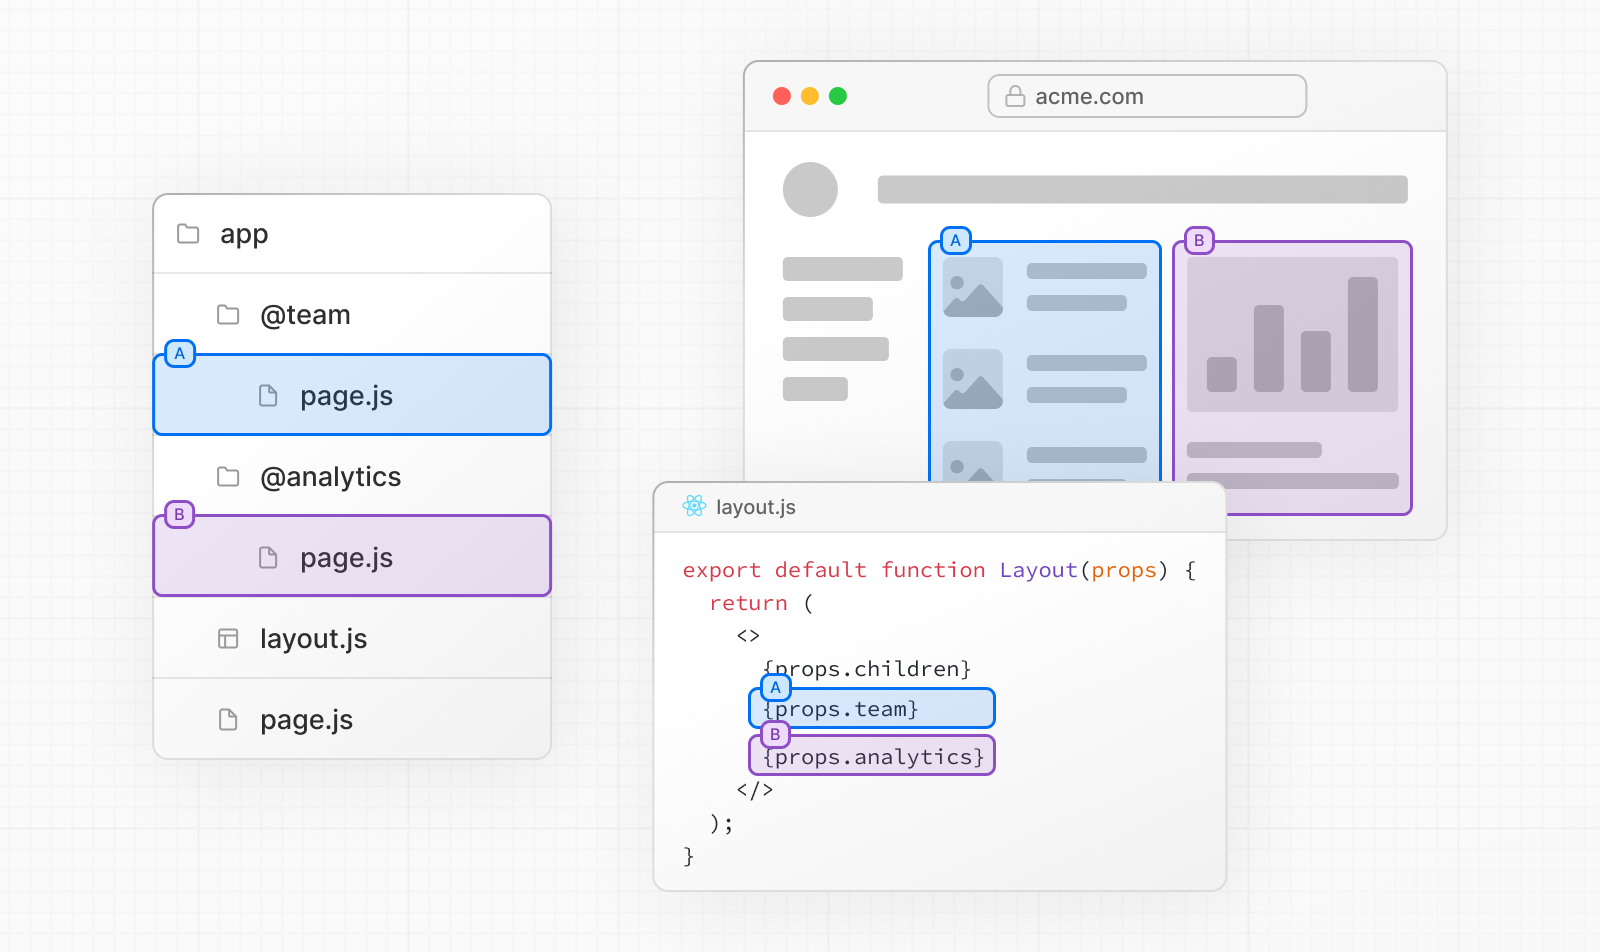 app
@team
A
page.js
@analytics
B
page.js
layout.js
page.js
acme.com
A
B
layout.js
export default function Layout(props) {
  return (
    <>
      {props.children}
A
      {props.team}
B
      {props.analytics}
    </>
  );
}